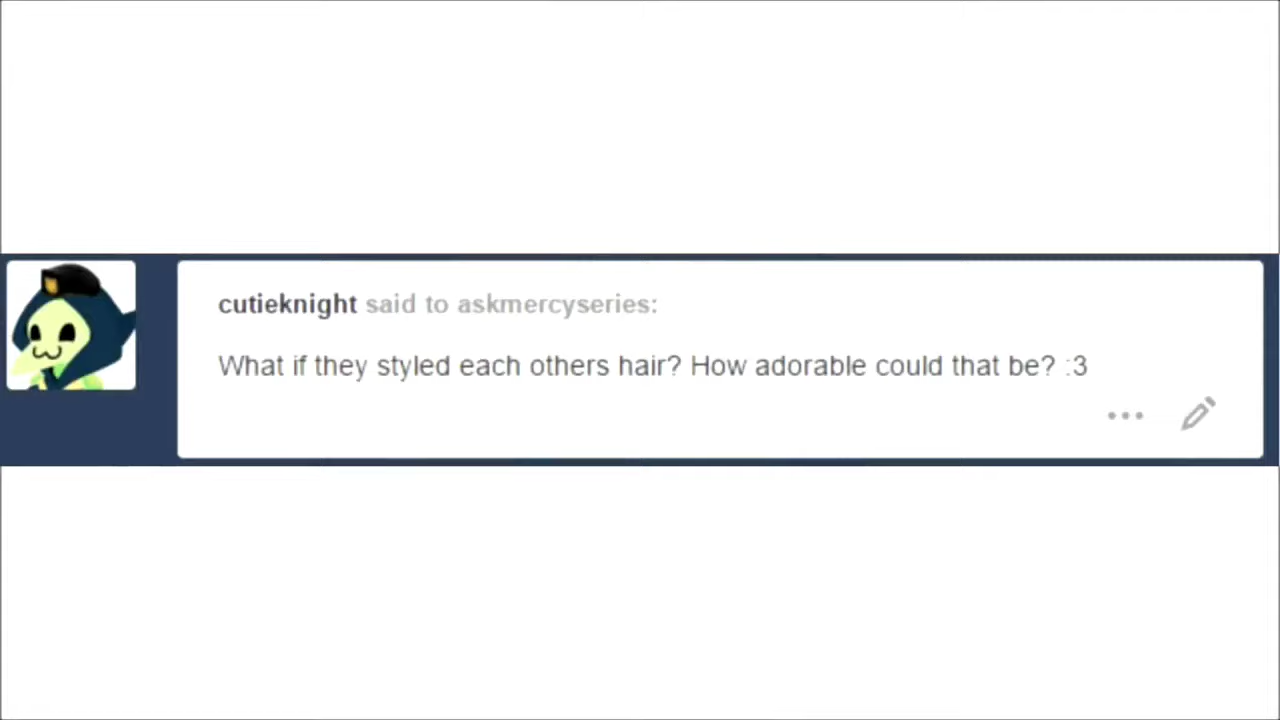 cutieknight said to askmercyseries:
What if they styled each others hair? How adorable could that be? :3